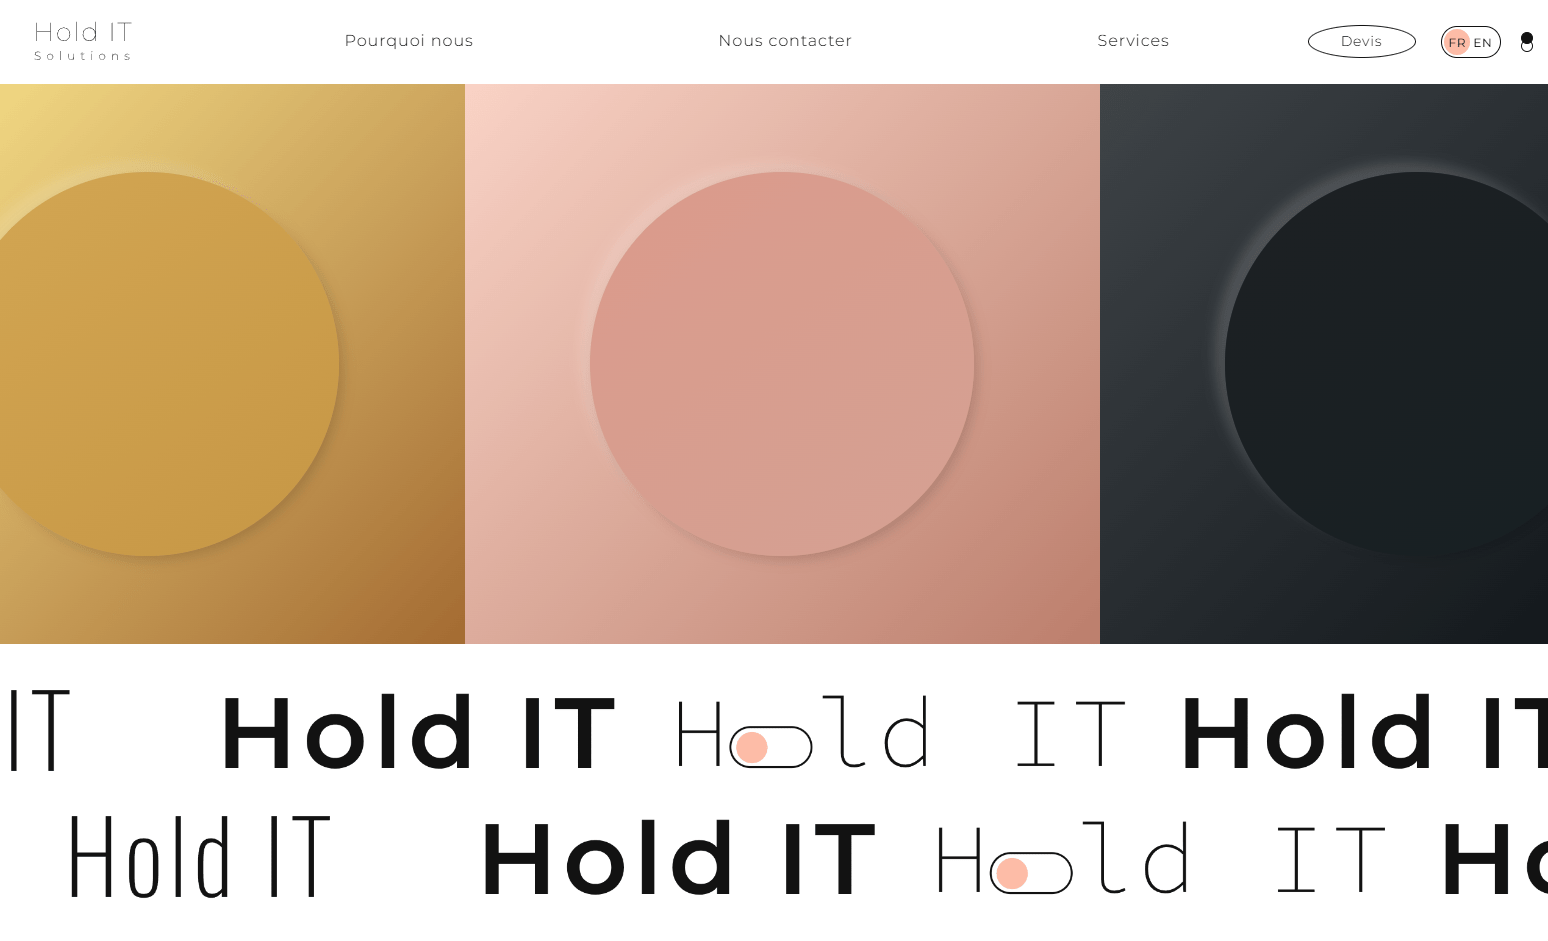 Hold IT
Solutions
Pourquoi nous
Nous contacter
Services
Devis
FR EN
IT Hold IT Hold IT Hold IT
Hold IT Hold IT Hold IT Ho